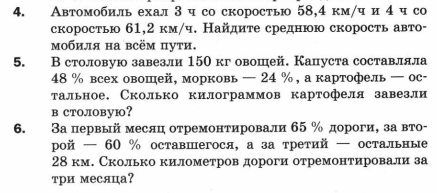 4. Автомобиль ехал 3 ч со скоростью 58,4 км/ч и 4 ч со
скоростью 61,2 км/ч. Найдите среднюю скорость авто-
мобиля на всём пути.
5. В столовую завезли 150 кг овощей. Капуста составляла
48 % всех овощей, морковь — 24 %, а картофель — ос-
тальное. Сколько килограммов картофеля завезли
в столовую?
6. За первый месяц отремонтировали 65 % дороги, за вто-
рой — 60 % оставшегося, а за третий — остальные
28 км. Сколько километров дороги отремонтировали за
три месяца?